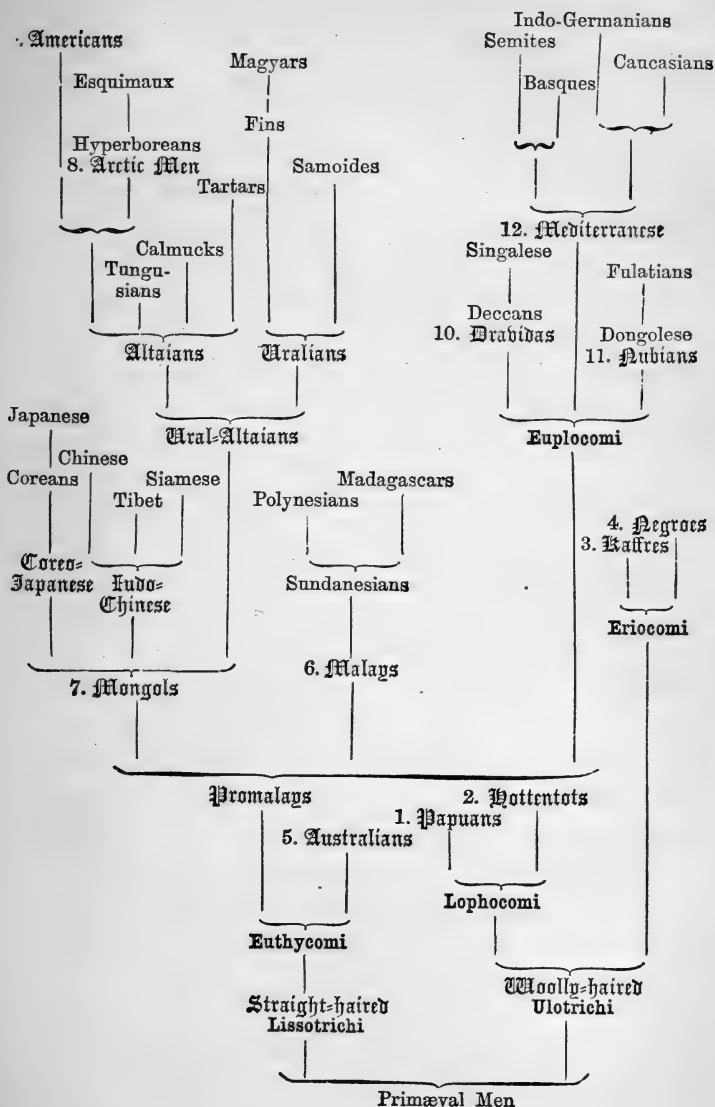 Indo-Germanians
. Americans
Semites
Magyars
Caucasians
Esquimaux
Basques
Fins
Hyperboreans
8. Arctic Men
Samoides
Tartars
12. Mediterranese
Calmucks
Singalese
Tungu-
sians
Fulatians
Deccans
10. Dravidas
Dongolese
11. Nubians
Altaians
Uralians
Japanese
Ural-Altaians
Euplocomi
Chinese
Coreans
Siamese
Madagascars
Tibet
Polynesians
4. Negroes
3. Kaffres
Coreo-
Japanese
Indo-
Chinese
Sundanesians
Eriocomi
7. Mongols
6. Malays
Promalays
2. Hottentots
1. Papuans
5. Australians
Lophocomi
Euthycomi
Woolly-haired
Ulotrichi
Straight-haired
Lissotrichi
Primæval Men